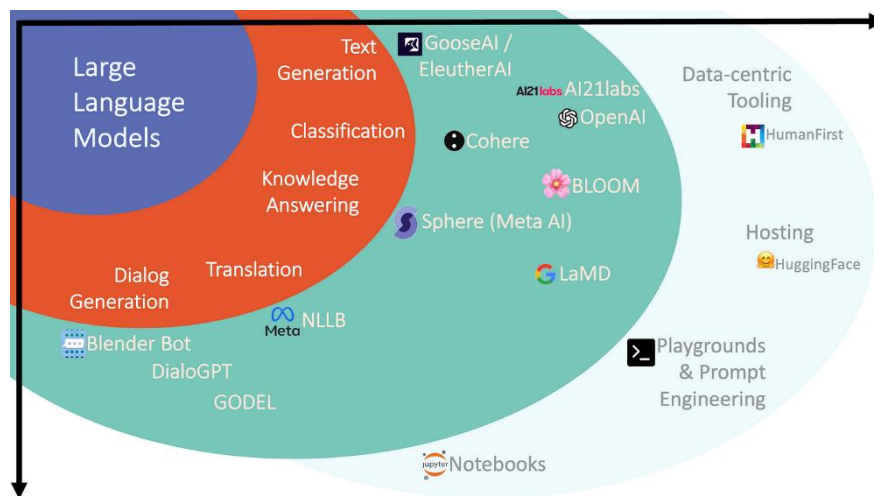 Large
Language
Models
Text
Generation
Classification
Knowledge
Answering
Translation
Dialog
Generation
GooseAI /
EleutherAI
AI21labs AI21labs
OpenAI
Cohere
BLOOM
Sphere (Meta AI)
LaMD
Meta NLLB
Blender Bot
DialoGPT
GODEL
Data-centric
Tooling
HumanFirst
Hosting
HuggingFace
Playgrounds
& Prompt
Engineering
jupyter Notebooks